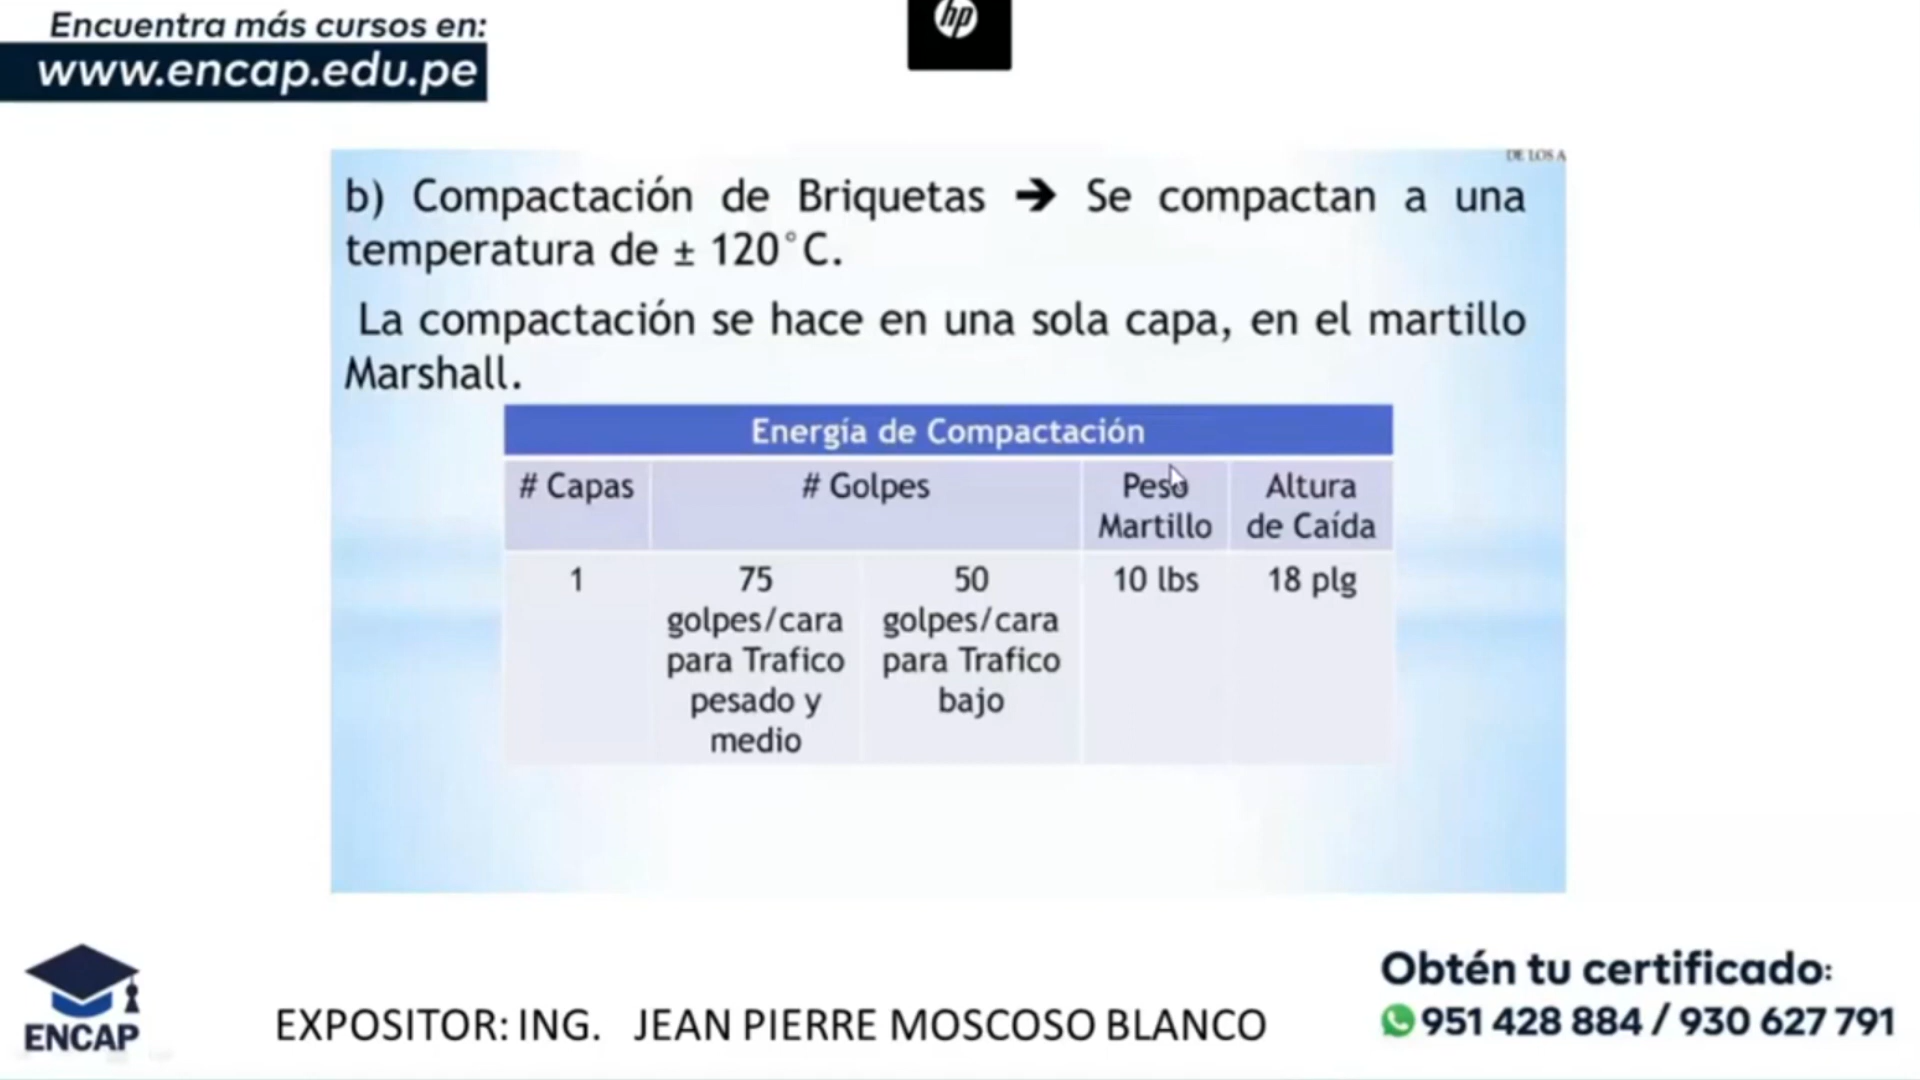 Encuentra más cursos en:
www.encap.edu.pe
hp
DE LOS A
b) Compactación de Briquetas ➔ Se compactan a una
temperatura de ± 120°C.
La compactación se hace en una sola capa, en el martillo
Marshall.
Energía de Compactación
# Capas
# Golpes
Peso
Martillo
Altura
de Caída
1
75
golpes/cara
para Trafico
pesado y
medio
50
golpes/cara
para Trafico
bajo
10 lbs
18 plg
ENCAP
EXPOSITOR: ING. JEAN PIERRE MOSCOSO BLANCO
Obtén tu certificado:
951 428 884 / 930 627 791